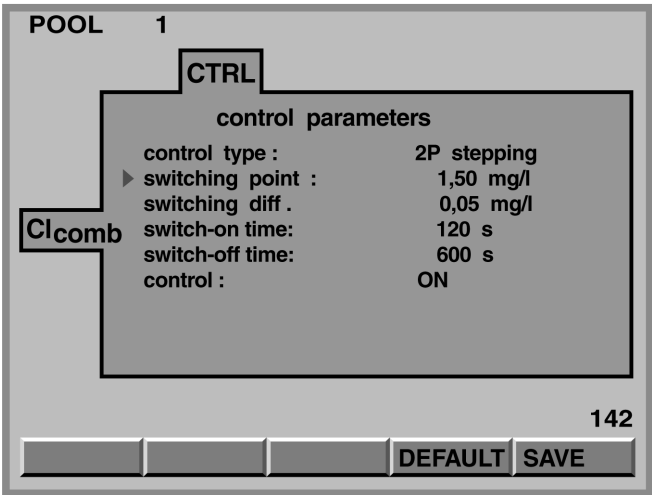 POOL 1
CTRL
control parameters
control type : 2P stepping
switching point : 1,50 mg/l
switching diff . 0,05 mg/l
Clcomb
switch-on time: 120 s
switch-off time: 600 s
control : ON
142
DEFAULT SAVE